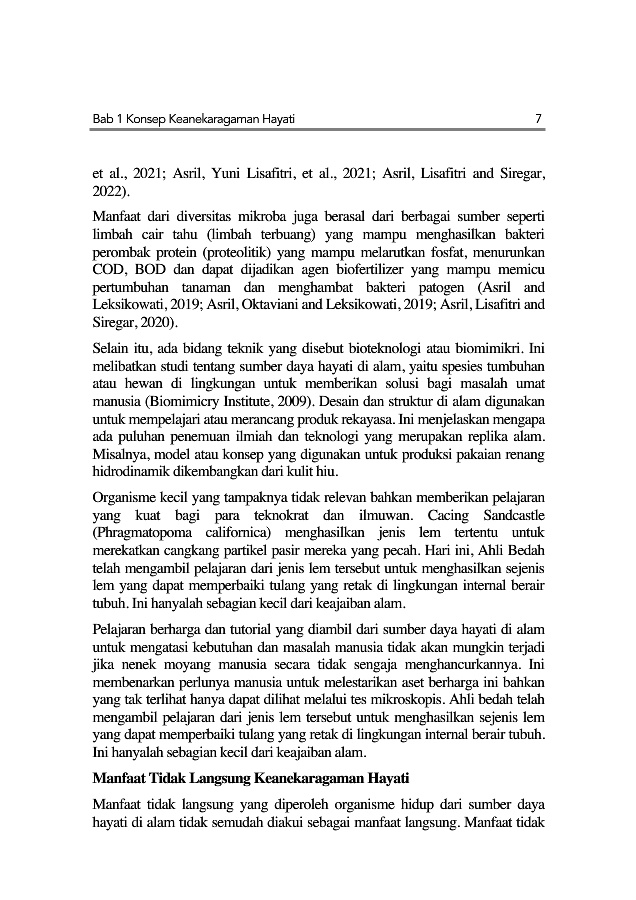 Bab 1 Konsep Keanekaragaman Hayati 7
et al., 2021; Asril, Yuni Lisafitri, et al., 2021; Asril, Lisafitri and Siregar,
2022).
Manfaat dari diversitas mikroba juga berasal dari berbagai sumber seperti
limbah cair tahu (limbah terbuang) yang mampu menghasilkan bakteri
perombak protein (proteolitik) yang mampu melarutkan fosfat, menurunkan
COD, BOD dan dapat dijadikan agen biofertilizer yang mampu memicu
pertumbuhan tanaman dan menghambat bakteri patogen (Asril and
Leksikowati, 2019; Asril, Oktaviani and Leksikowati, 2019; Asril, Lisafitri and
Siregar, 2020).
Selain itu, ada bidang teknik yang disebut bioteknologi atau biomimikri. Ini
melibatkan studi tentang sumber daya hayati di alam, yaitu spesies tumbuhan
atau hewan di lingkungan untuk memberikan solusi bagi masalah umat
manusia (Biomimicry Institute, 2009). Desain dan struktur di alam digunakan
untuk mempelajari atau merancang produk rekayasa. Ini menjelaskan mengapa
ada puluhan penemuan ilmiah dan teknologi yang merupakan replika alam.
Misalnya, model atau konsep yang digunakan untuk produksi pakaian renang
hidrodinamik dikembangkan dari kulit hiu.
Organisme kecil yang tampaknya tidak relevan bahkan memberikan pelajaran
yang kuat bagi para teknokrat dan ilmuwan. Cacing Sandcastle
(Phragmatopoma californica) menghasilkan jenis lem tertentu untuk
merekatkan cangkang partikel pasir mereka yang pecah. Hari ini, Ahli Bedah
telah mengambil pelajaran dari jenis lem tersebut untuk menghasilkan sejenis
lem yang dapat memperbaiki tulang yang retak di lingkungan internal berair
tubuh. Ini hanyalah sebagian kecil dari keajaiban alam.
Pelajaran berharga dan tutorial yang diambil dari sumber daya hayati di alam
untuk mengatasi kebutuhan dan masalah manusia tidak akan mungkin terjadi
jika nenek moyang manusia secara tidak sengaja menghancurkannya. Ini
membenarkan perlunya manusia untuk melestarikan aset berharga ini bahkan
yang tak terlihat hanya dapat dilihat melalui tes mikroskopis. Ahli bedah telah
mengambil pelajaran dari jenis lem tersebut untuk menghasilkan sejenis lem
yang dapat memperbaiki tulang yang retak di lingkungan internal berair tubuh.
Ini hanyalah sebagian kecil dari keajaiban alam.
Manfaat Tidak Langsung Keanekaragaman Hayati
Manfaat tidak langsung yang diperoleh organisme hidup dari sumber daya
hayati di alam tidak semudah diakui sebagai manfaat langsung. Manfaat tidak